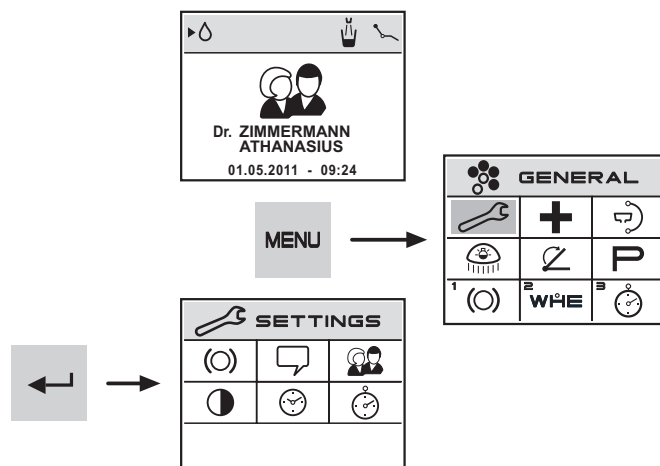 Dr. ZIMMERMANN
ATHANASIUS
01.05.2011 - 09:24
GENERAL
MENU
P
1
2
WHE
3
SETTINGS